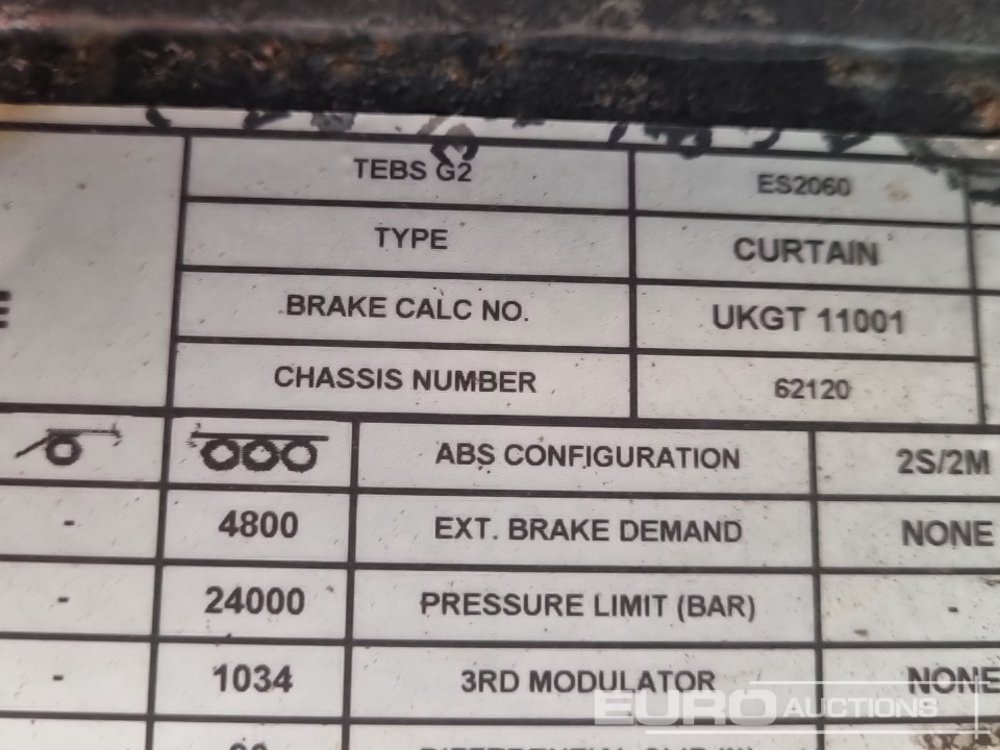 TEBS G2 ES2060
TYPE CURTAIN
BRAKE CALC NO. UKGT 11001
CHASSIS NUMBER 62120
ABS CONFIGURATION 2S/2M
- 4800 EXT. BRAKE DEMAND NONE
- 24000 PRESSURE LIMIT (BAR) -
- 1034 3RD MODULATOR NONE
EURO AUCTIONS